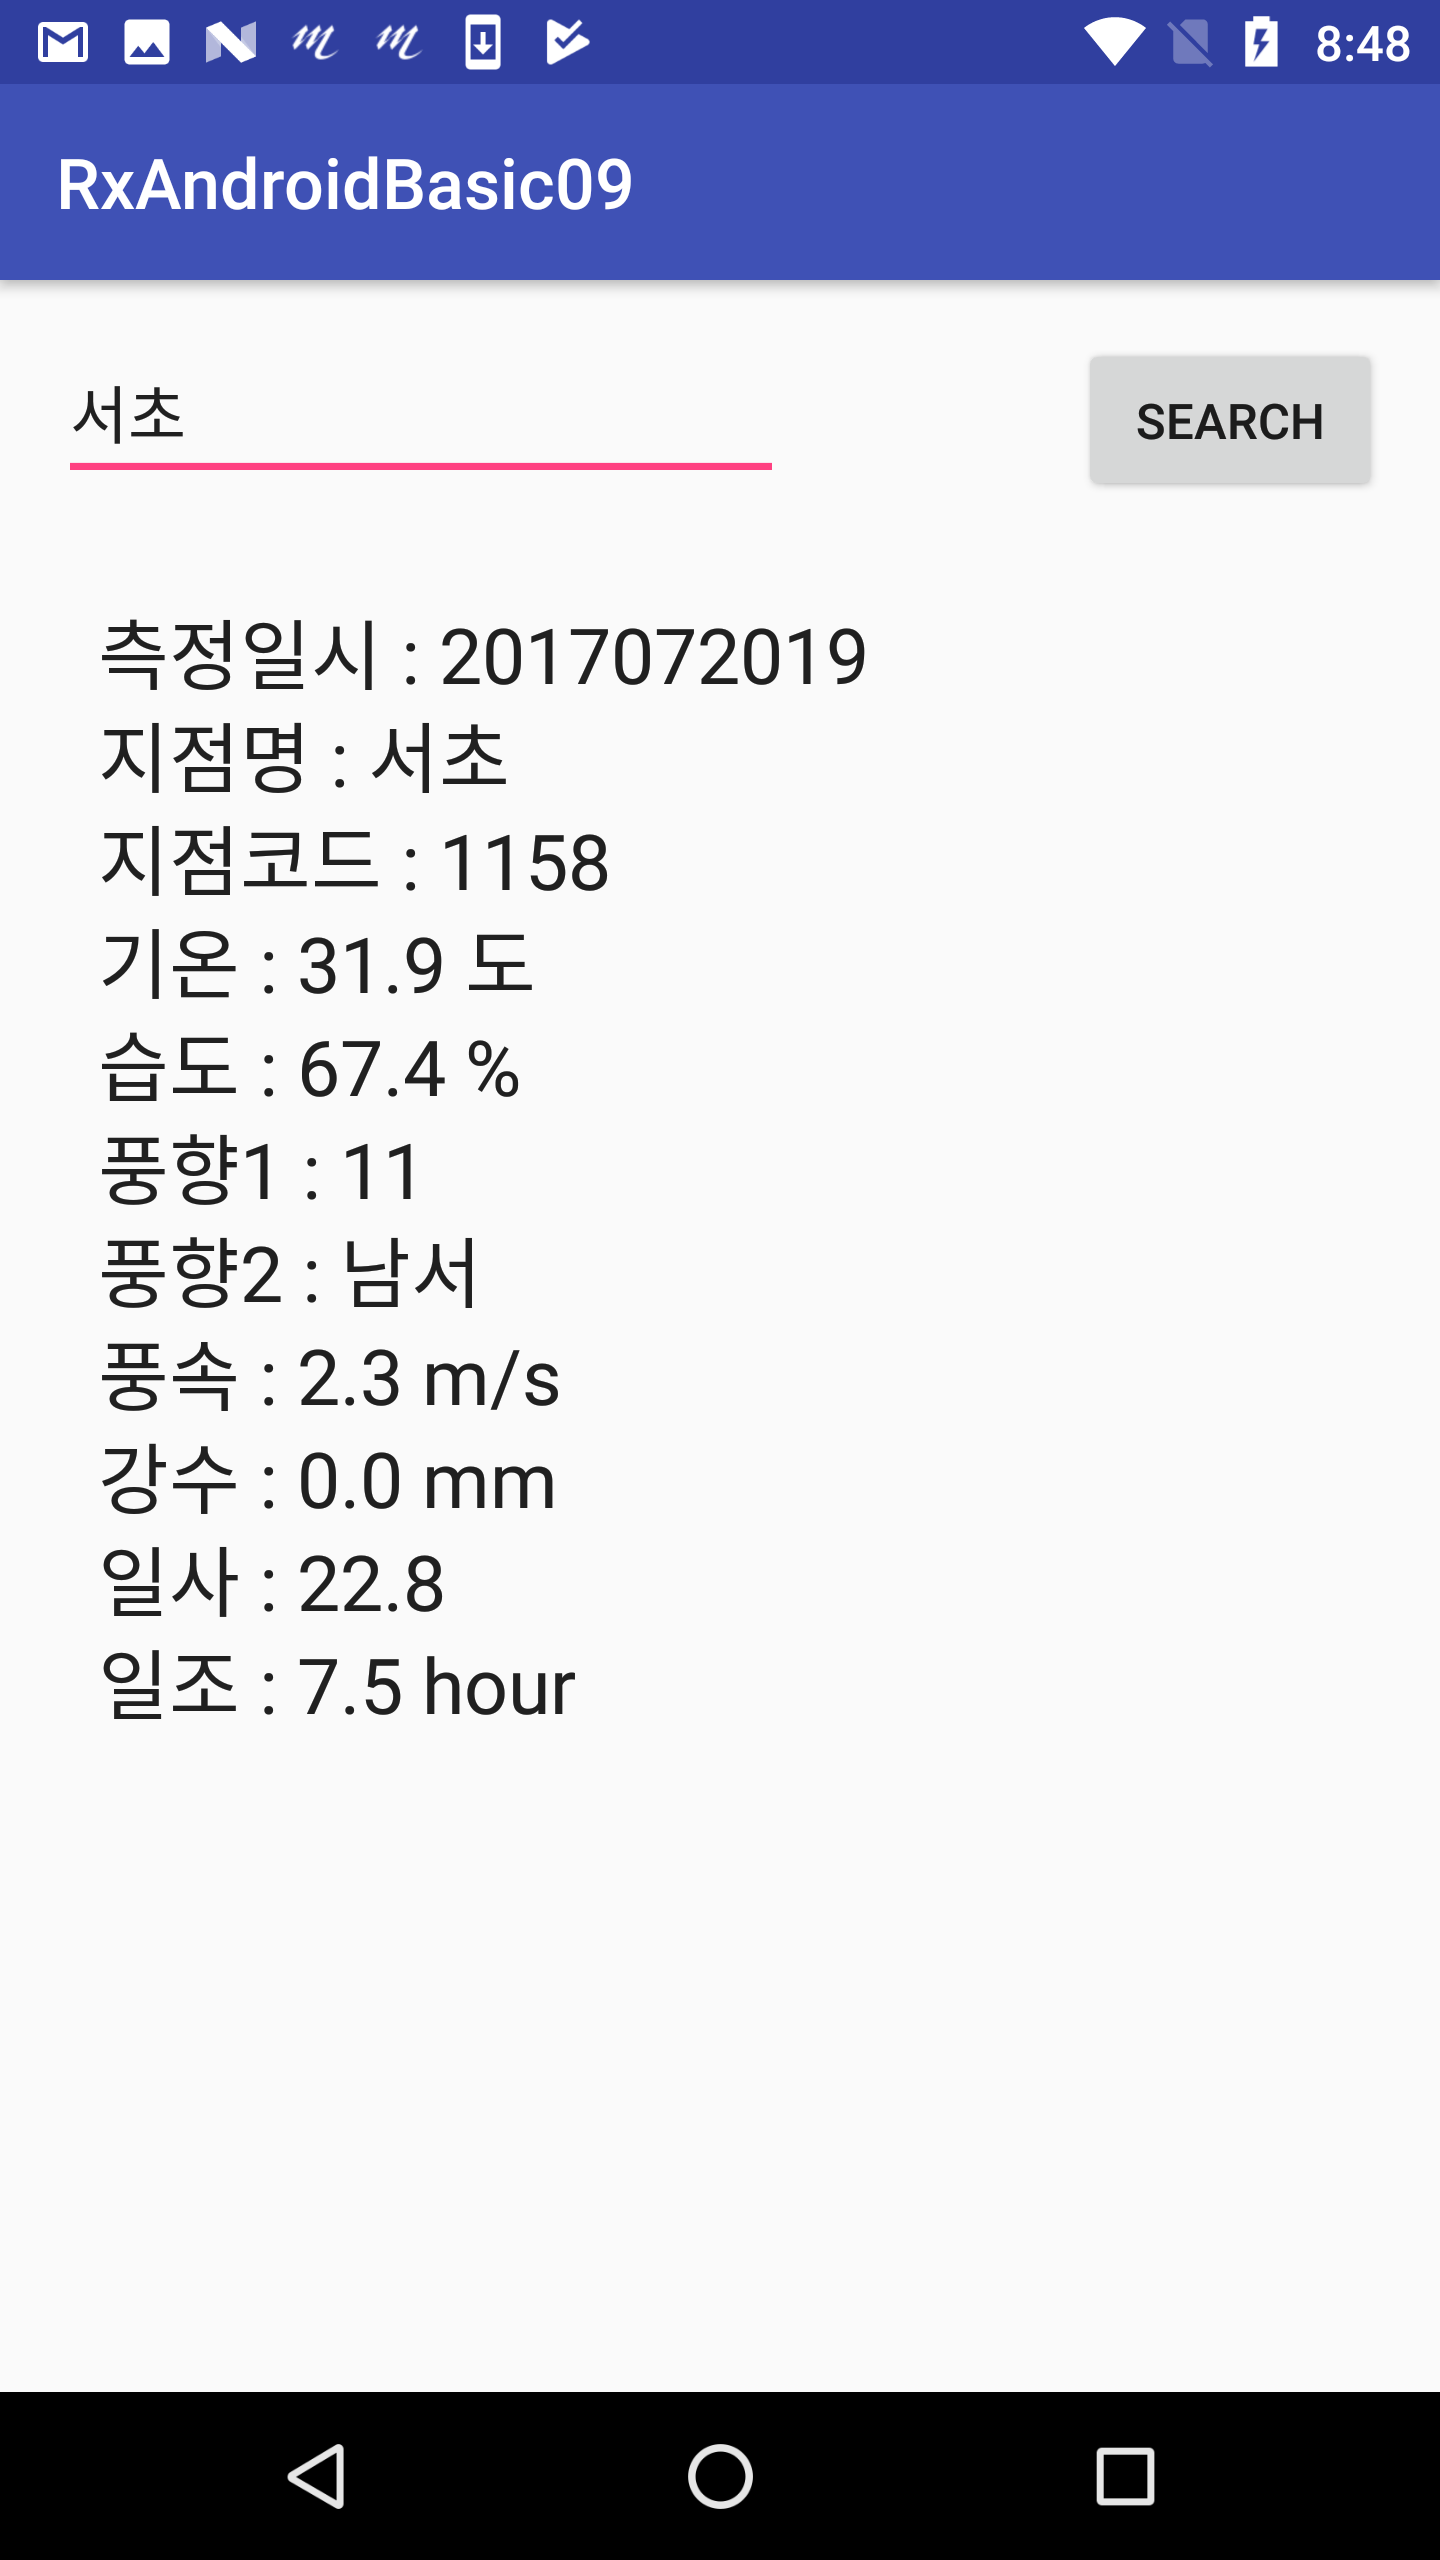 8:48
RxAndroidBasic09
서초
SEARCH
측정일시 : 2017072019
지점명 : 서초
지점코드 : 1158
기온 : 31.9 도
습도 : 67.4 %
풍향1 : 11
풍향2 : 남서
풍속 : 2.3 m/s
강수 : 0.0 mm
일사 : 22.8
일조 : 7.5 hour